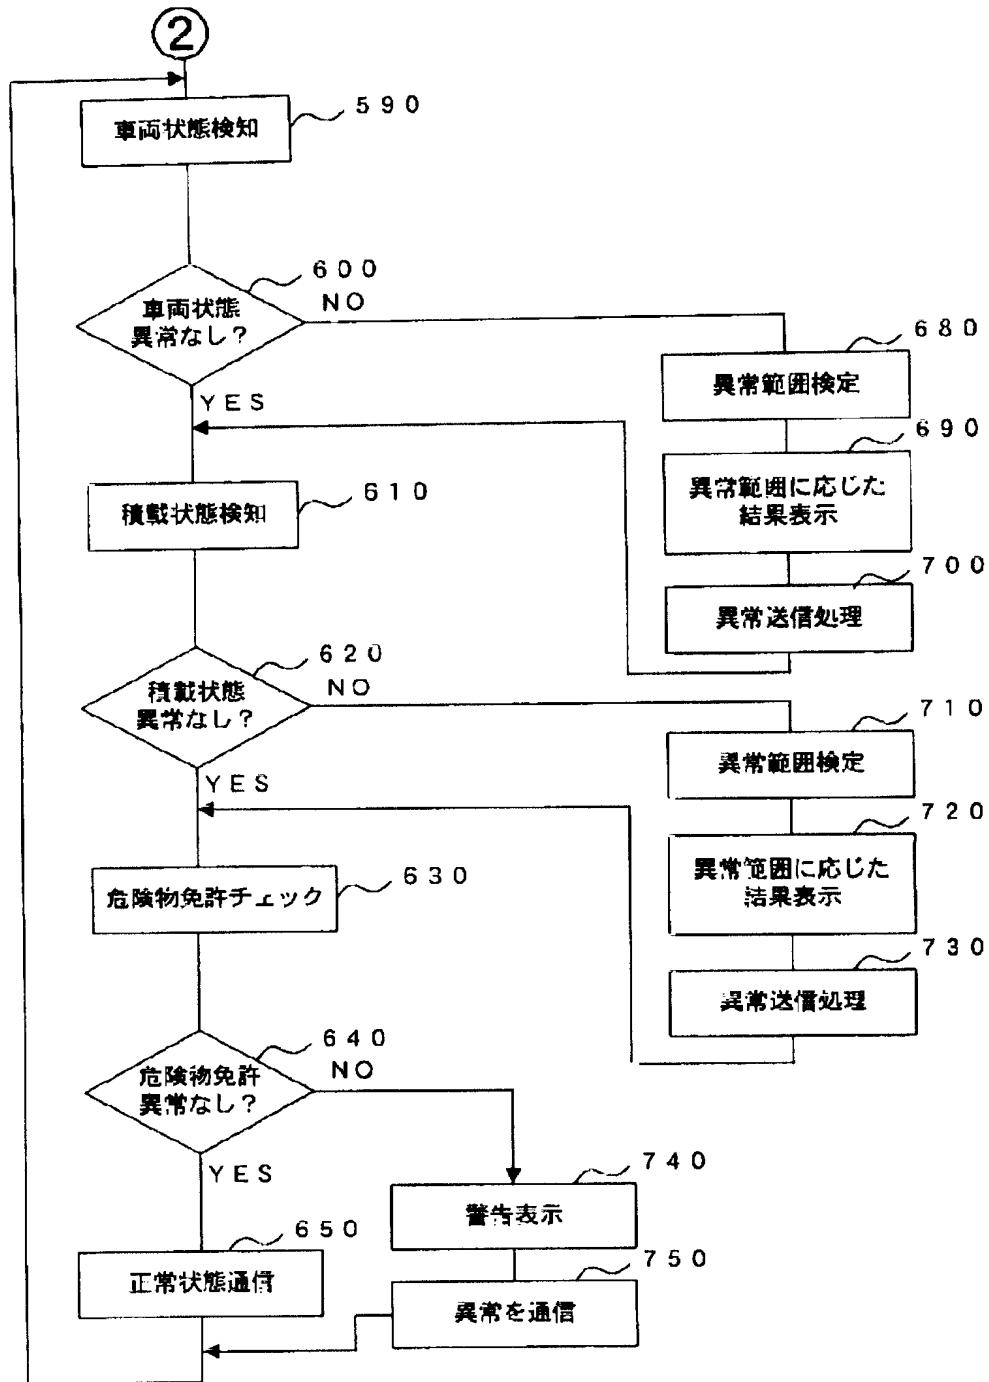 ②
車両状態検知
590
車両状態
異常なし?
600
NO
YES
680
異常範囲検定
690
異常範囲に応じた
結果表示
700
異常送信処理
積載状態検知
610
積載状態
異常なし?
620
NO
YES
710
異常範囲検定
720
異常範囲に応じた
結果表示
730
異常送信処理
危険物免許チェック
630
危険物免許
異常なし?
640
NO
YES
740
警告表示
750
異常を通信
650
正常状態通信